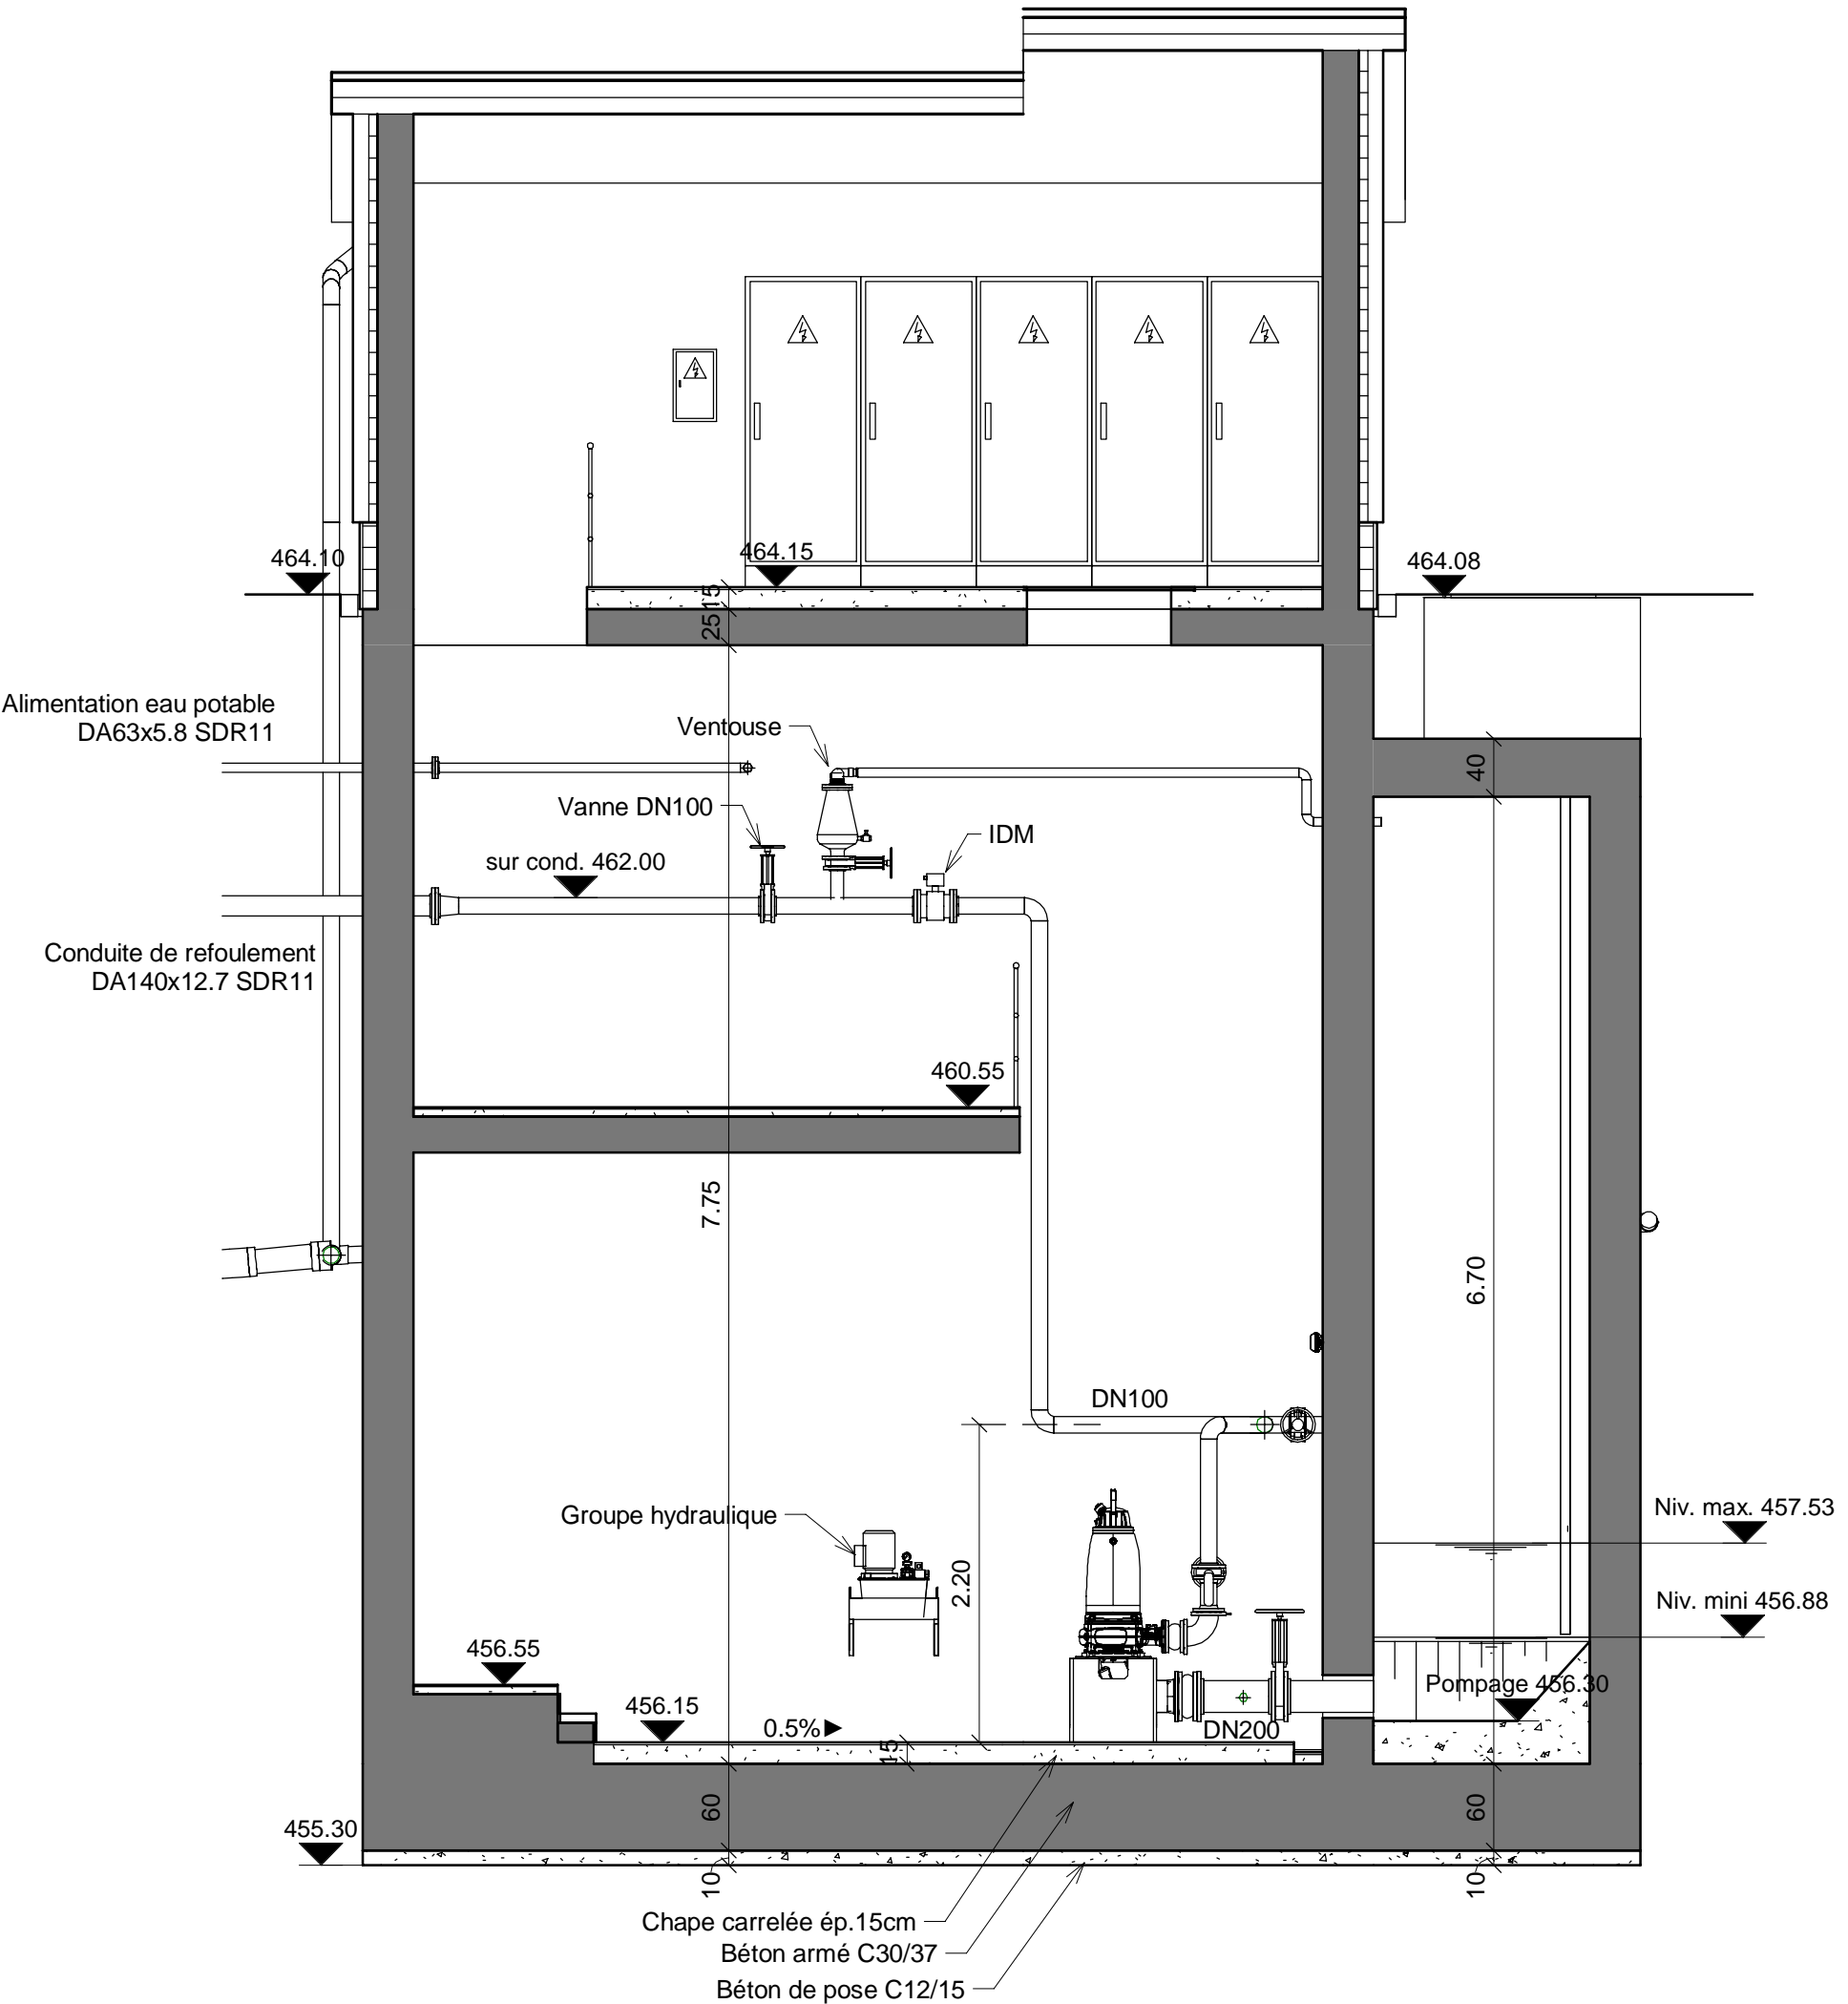 464.10
464.15
464.08
15
25
Alimentation eau potable
DA63x5.8 SDR11
Ventouse
40
Vanne DN100
IDM
sur cond. 462.00
Conduite de refoulement
DA140x12.7 SDR11
460.55
7.75
6.70
DN100
Niv. max. 457.53
Groupe hydraulique
2.20
Niv. mini 456.88
456.55
Pompage 456.30
456.15
0.5%►
DN200
15
60
60
455.30
10
10
Chape carrelée ép.15cm
Béton armé C30/37
Béton de pose C12/15